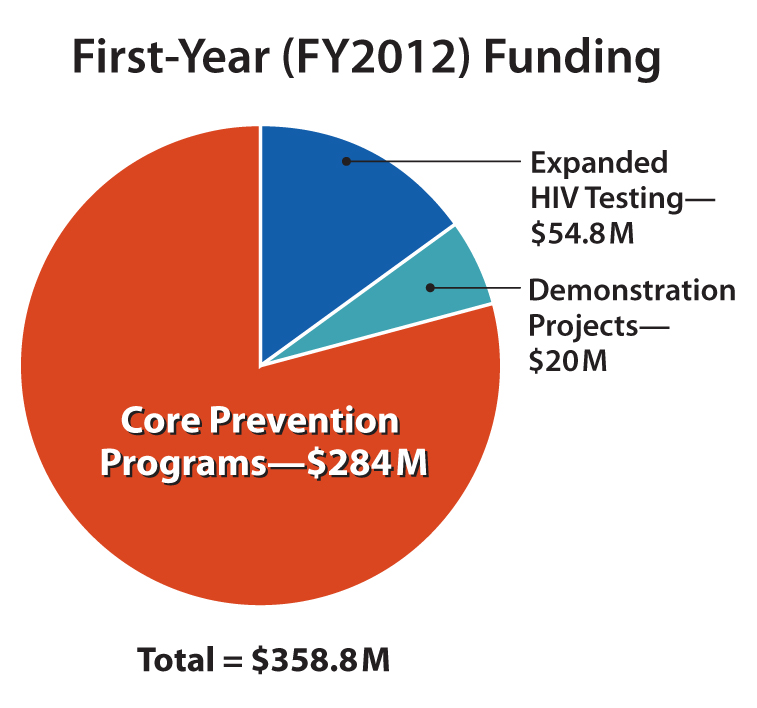 First-Year (FY2012) Funding
Expanded
HIV Testing—
$54.8M
Demonstration
Projects—
$20M
Core Prevention
Programs—$284M
Total = $358.8M